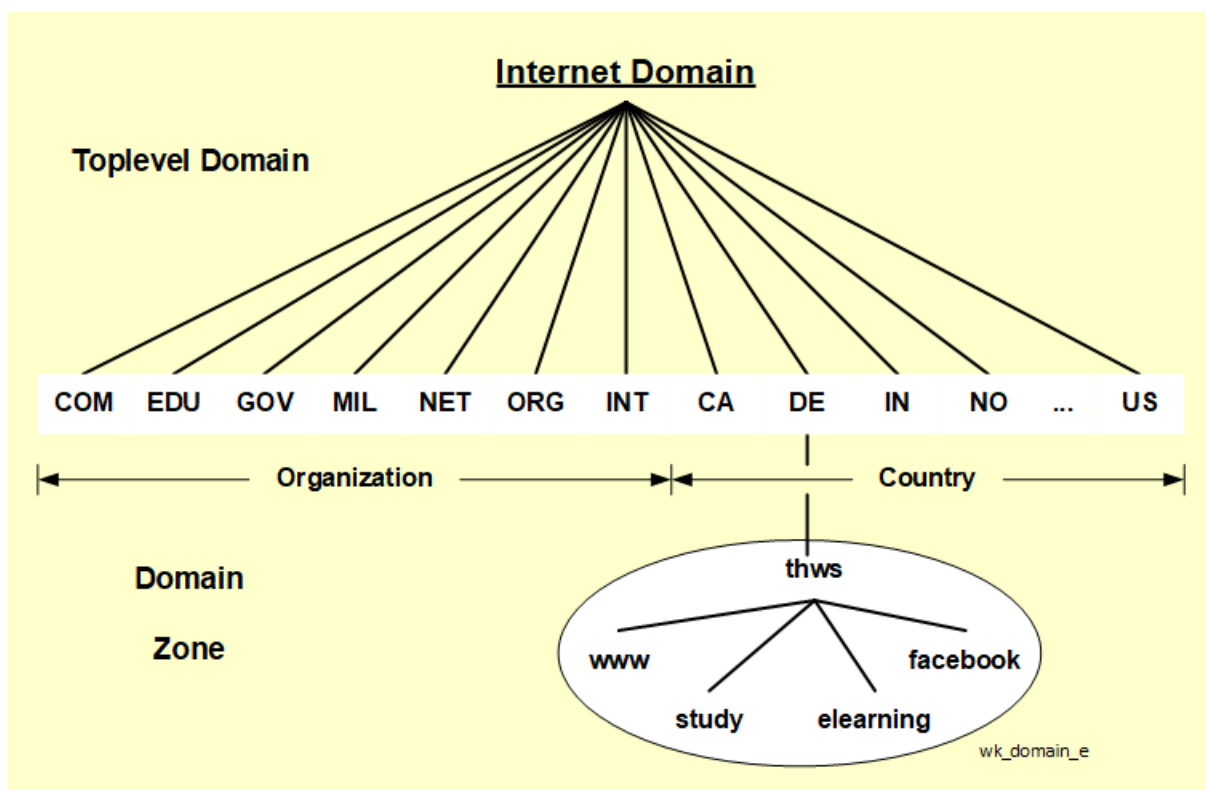 Internet Domain
Toplevel Domain
COM EDU GOV MIL NET ORG INT CA DE IN NO ... US
Organization Country
Domain
thws
Zone
www facebook
study elearning
wk_domain_e